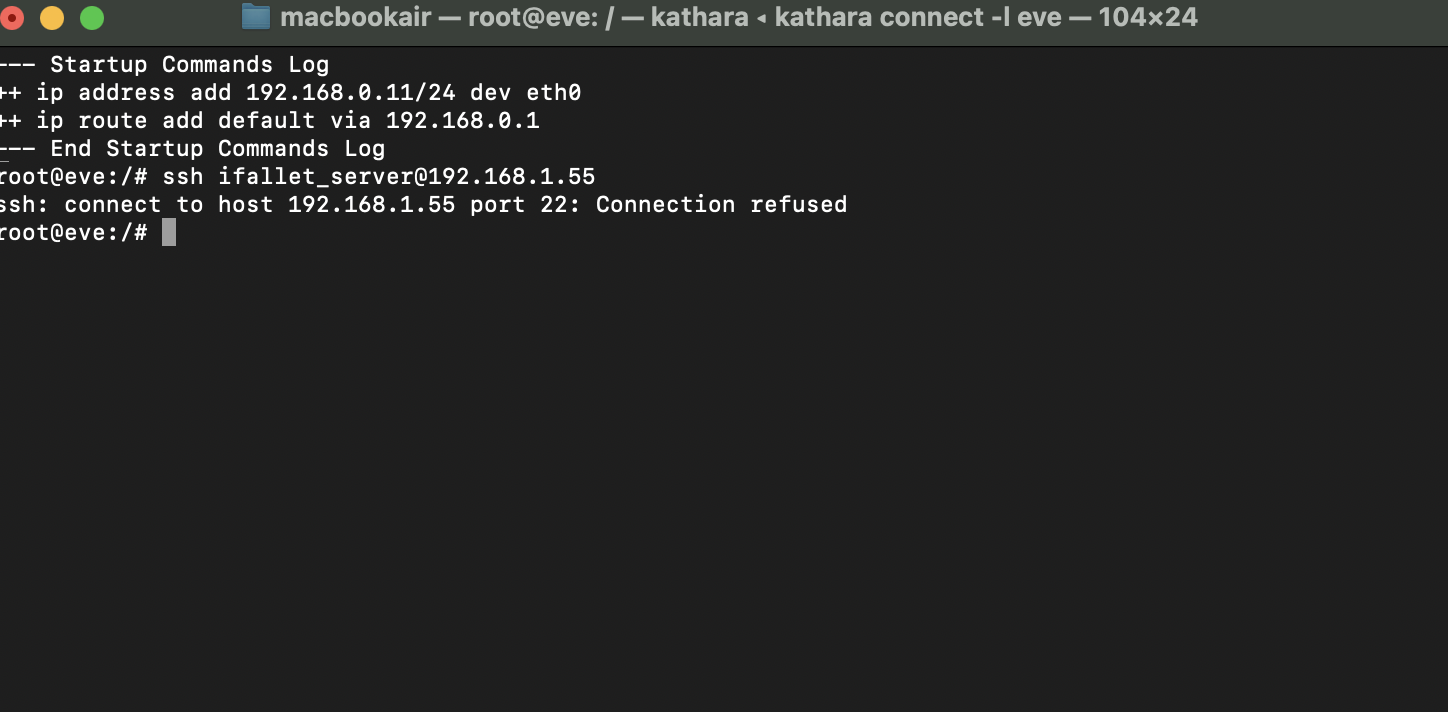 macbookair — root@eve: / — kathara ◂ kathara connect -l eve — 104×24
--- Startup Commands Log
++ ip address add 192.168.0.11/24 dev eth0
++ ip route add default via 192.168.0.1
--- End Startup Commands Log
root@eve:/# ssh ifallet_server@192.168.1.55
ssh: connect to host 192.168.1.55 port 22: Connection refused
root@eve:/#